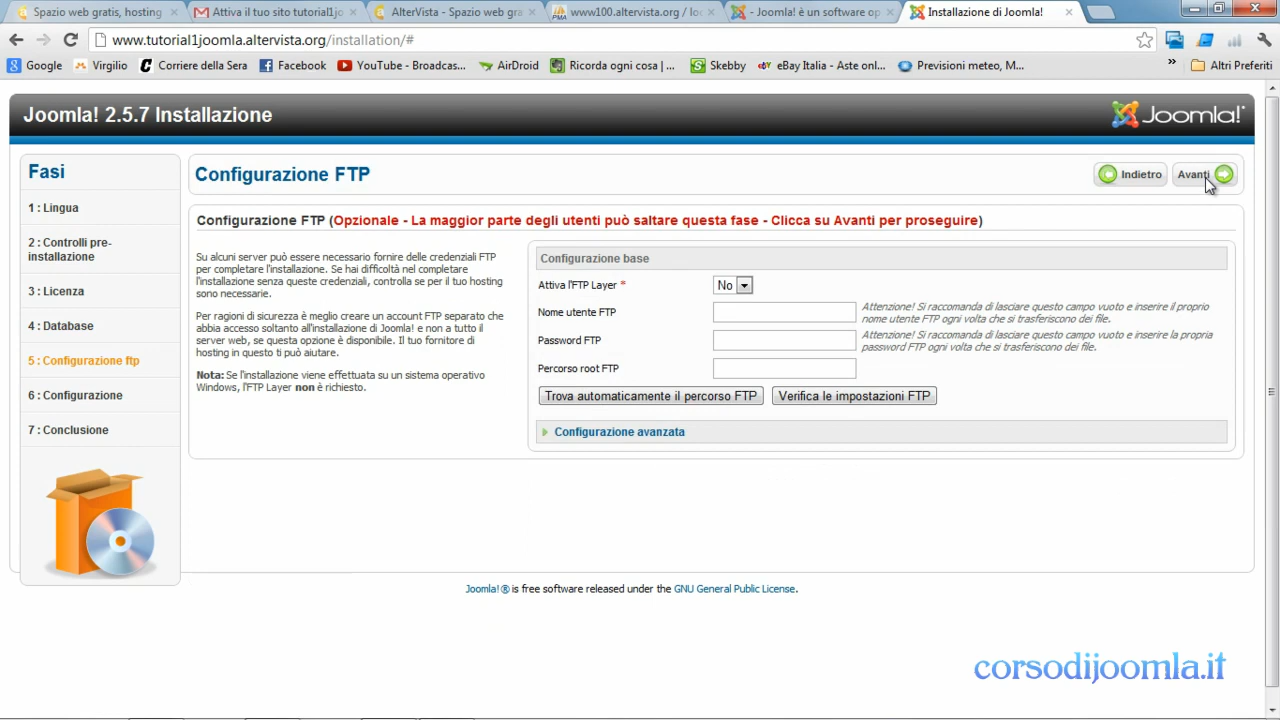 Spazio web gratis, hosting
Attiva il tuo sito tutorial1jo
AlterVista - Spazio web gra
www100.altervista.org / loc
- Joomla! è un software op
Installazione di Joomla!
www.tutorial1joomla.altervista.org/installation/#
Google
Virgilio
Corriere della Sera
Facebook
YouTube - Broadcas...
AirDroid
Ricorda ogni cosa | ...
Skebby
eBay Italia - Aste onl...
Previsioni meteo, M...
»
Altri Preferiti
Joomla! 2.5.7 Installazione
Joomla!®
Fasi
1 : Lingua
2 : Controlli pre-
installazione
3 : Licenza
4 : Database
5 : Configurazione ftp
6 : Configurazione
7 : Conclusione
Configurazione FTP
Indietro
Avanti
Configurazione FTP (Opzionale - La maggior parte degli utenti può saltare questa fase - Clicca su Avanti per proseguire)
Su alcuni server può essere necessario fornire delle credenziali FTP
per completare l'installazione. Se hai difficoltà nel completare
l'installazione senza queste credenziali, controlla se per il tuo hosting
sono necessarie.
Per ragioni di sicurezza è meglio creare un account FTP separato che
abbia accesso soltanto all'installazione di Joomla! e non a tutto il
server web, se questa opzione è disponibile. Il tuo fornitore di
hosting in questo ti può aiutare.
Nota: Se l'installazione viene effettuata su un sistema operativo
Windows, l'FTP Layer non è richiesto.
Configurazione base
Attiva l'FTP Layer *
No
Nome utente FTP
Attenzione! Si raccomanda di lasciare questo campo vuoto e inserire il proprio
nome utente FTP ogni volta che si trasferiscono dei file.
Password FTP
Attenzione! Si raccomanda di lasciare questo campo vuoto e inserire la propria
password FTP ogni volta che si trasferiscono dei file.
Percorso root FTP
Trova automaticamente il percorso FTP
Verifica le impostazioni FTP
Configurazione avanzata
Joomla!® is free software released under the GNU General Public License.
corsodijoomla.it